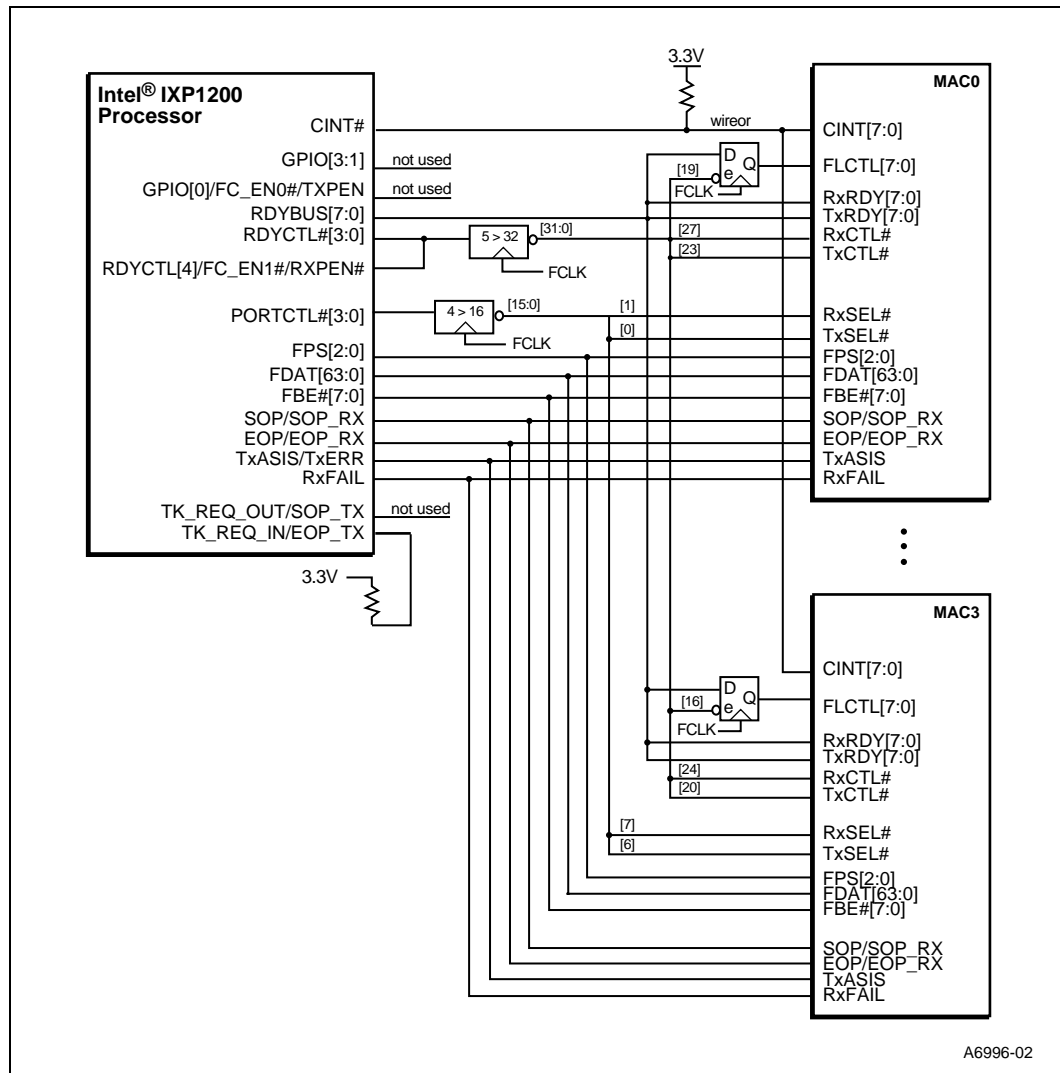 Intel® IXP1200
Processor
CINT#
GPIO[3:1]
not used
GPIO[0]/FC_EN0#/TXPEN
not used
RDYBUS[7:0]
RDYCTL#[3:0]
RDYCTL[4]/FC_EN1#/RXPEN#
5 > 32
[31:0]
FCLK
PORTCTL#[3:0]
4 > 16
[15:0]
FCLK
FPS[2:0]
FDAT[63:0]
FBE#[7:0]
SOP/SOP_RX
EOP/EOP_RX
TxASIS/TxERR
RxFAIL
TK_REQ_OUT/SOP_TX
not used
TK_REQ_IN/EOP_TX
3.3V
3.3V
wireor
D
Q
e
[19]
FCLK
[27]
[23]
[1]
[0]
MAC0
CINT[7:0]
FLCTL[7:0]
RxRDY[7:0]
TxRDY[7:0]
RxCTL#
TxCTL#
RxSEL#
TxSEL#
FPS[2:0]
FDAT[63:0]
FBE#[7:0]
SOP/SOP_RX
EOP/EOP_RX
TxASIS
RxFAIL
D
Q
e
[16]
FCLK
[24]
[20]
[7]
[6]
MAC3
CINT[7:0]
FLCTL[7:0]
RxRDY[7:0]
TxRDY[7:0]
RxCTL#
TxCTL#
RxSEL#
TxSEL#
FPS[2:0]
FDAT[63:0]
FBE#[7:0]
SOP/SOP_RX
EOP/EOP_RX
TxASIS
RxFAIL
A6996-02